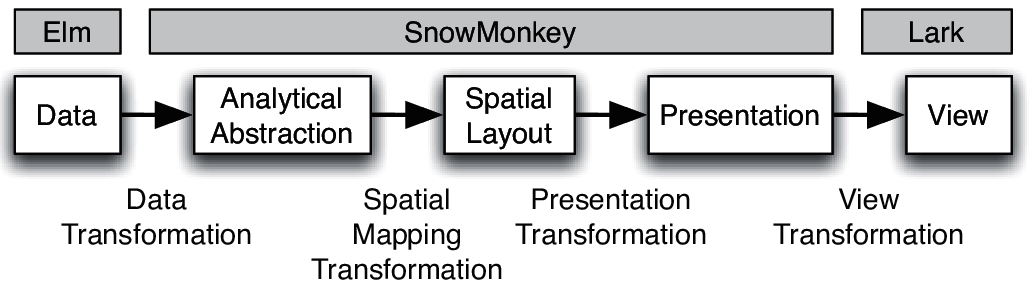 Elm
SnowMonkey
Lark
Data
Analytical
Abstraction
Spatial
Layout
Presentation
View
Data
Transformation
Spatial
Mapping
Transformation
Presentation
Transformation
View
Transformation